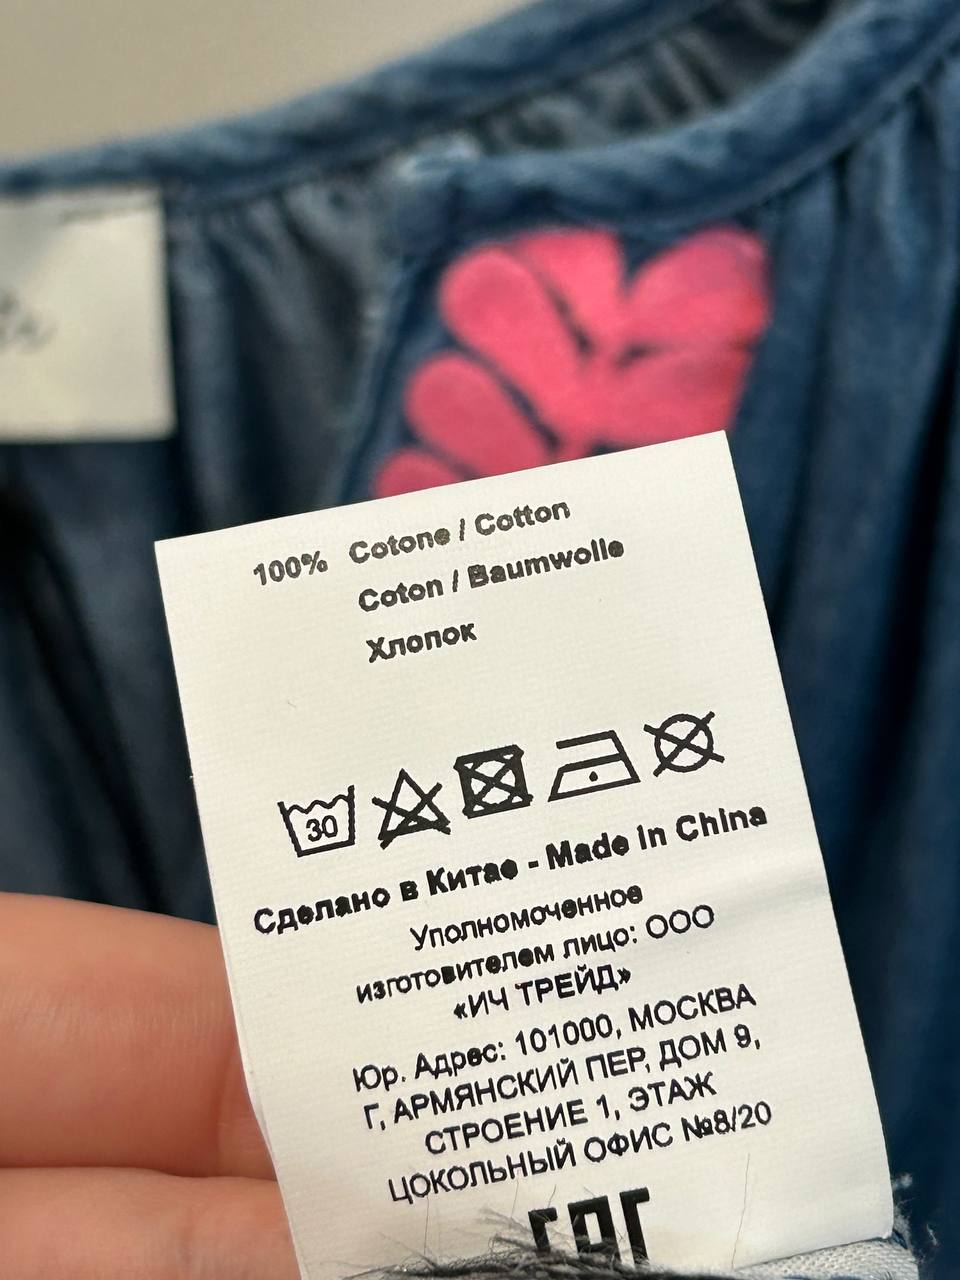 100% Cotone / Cotton
Coton / Baumwolle
Хлопок
30
Сделано в Китае - Made in China
Уполномоченное
изготовителем лицо: ООО
«ИЧ ТРЕЙД»
Юр. Адрес: 101000, МОСКВА
Г, АРМЯНСКИЙ ПЕР, ДОМ 9,
СТРОЕНИЕ 1, ЭТАЖ
ЦОКОЛЬНЫЙ ОФИС №8/20